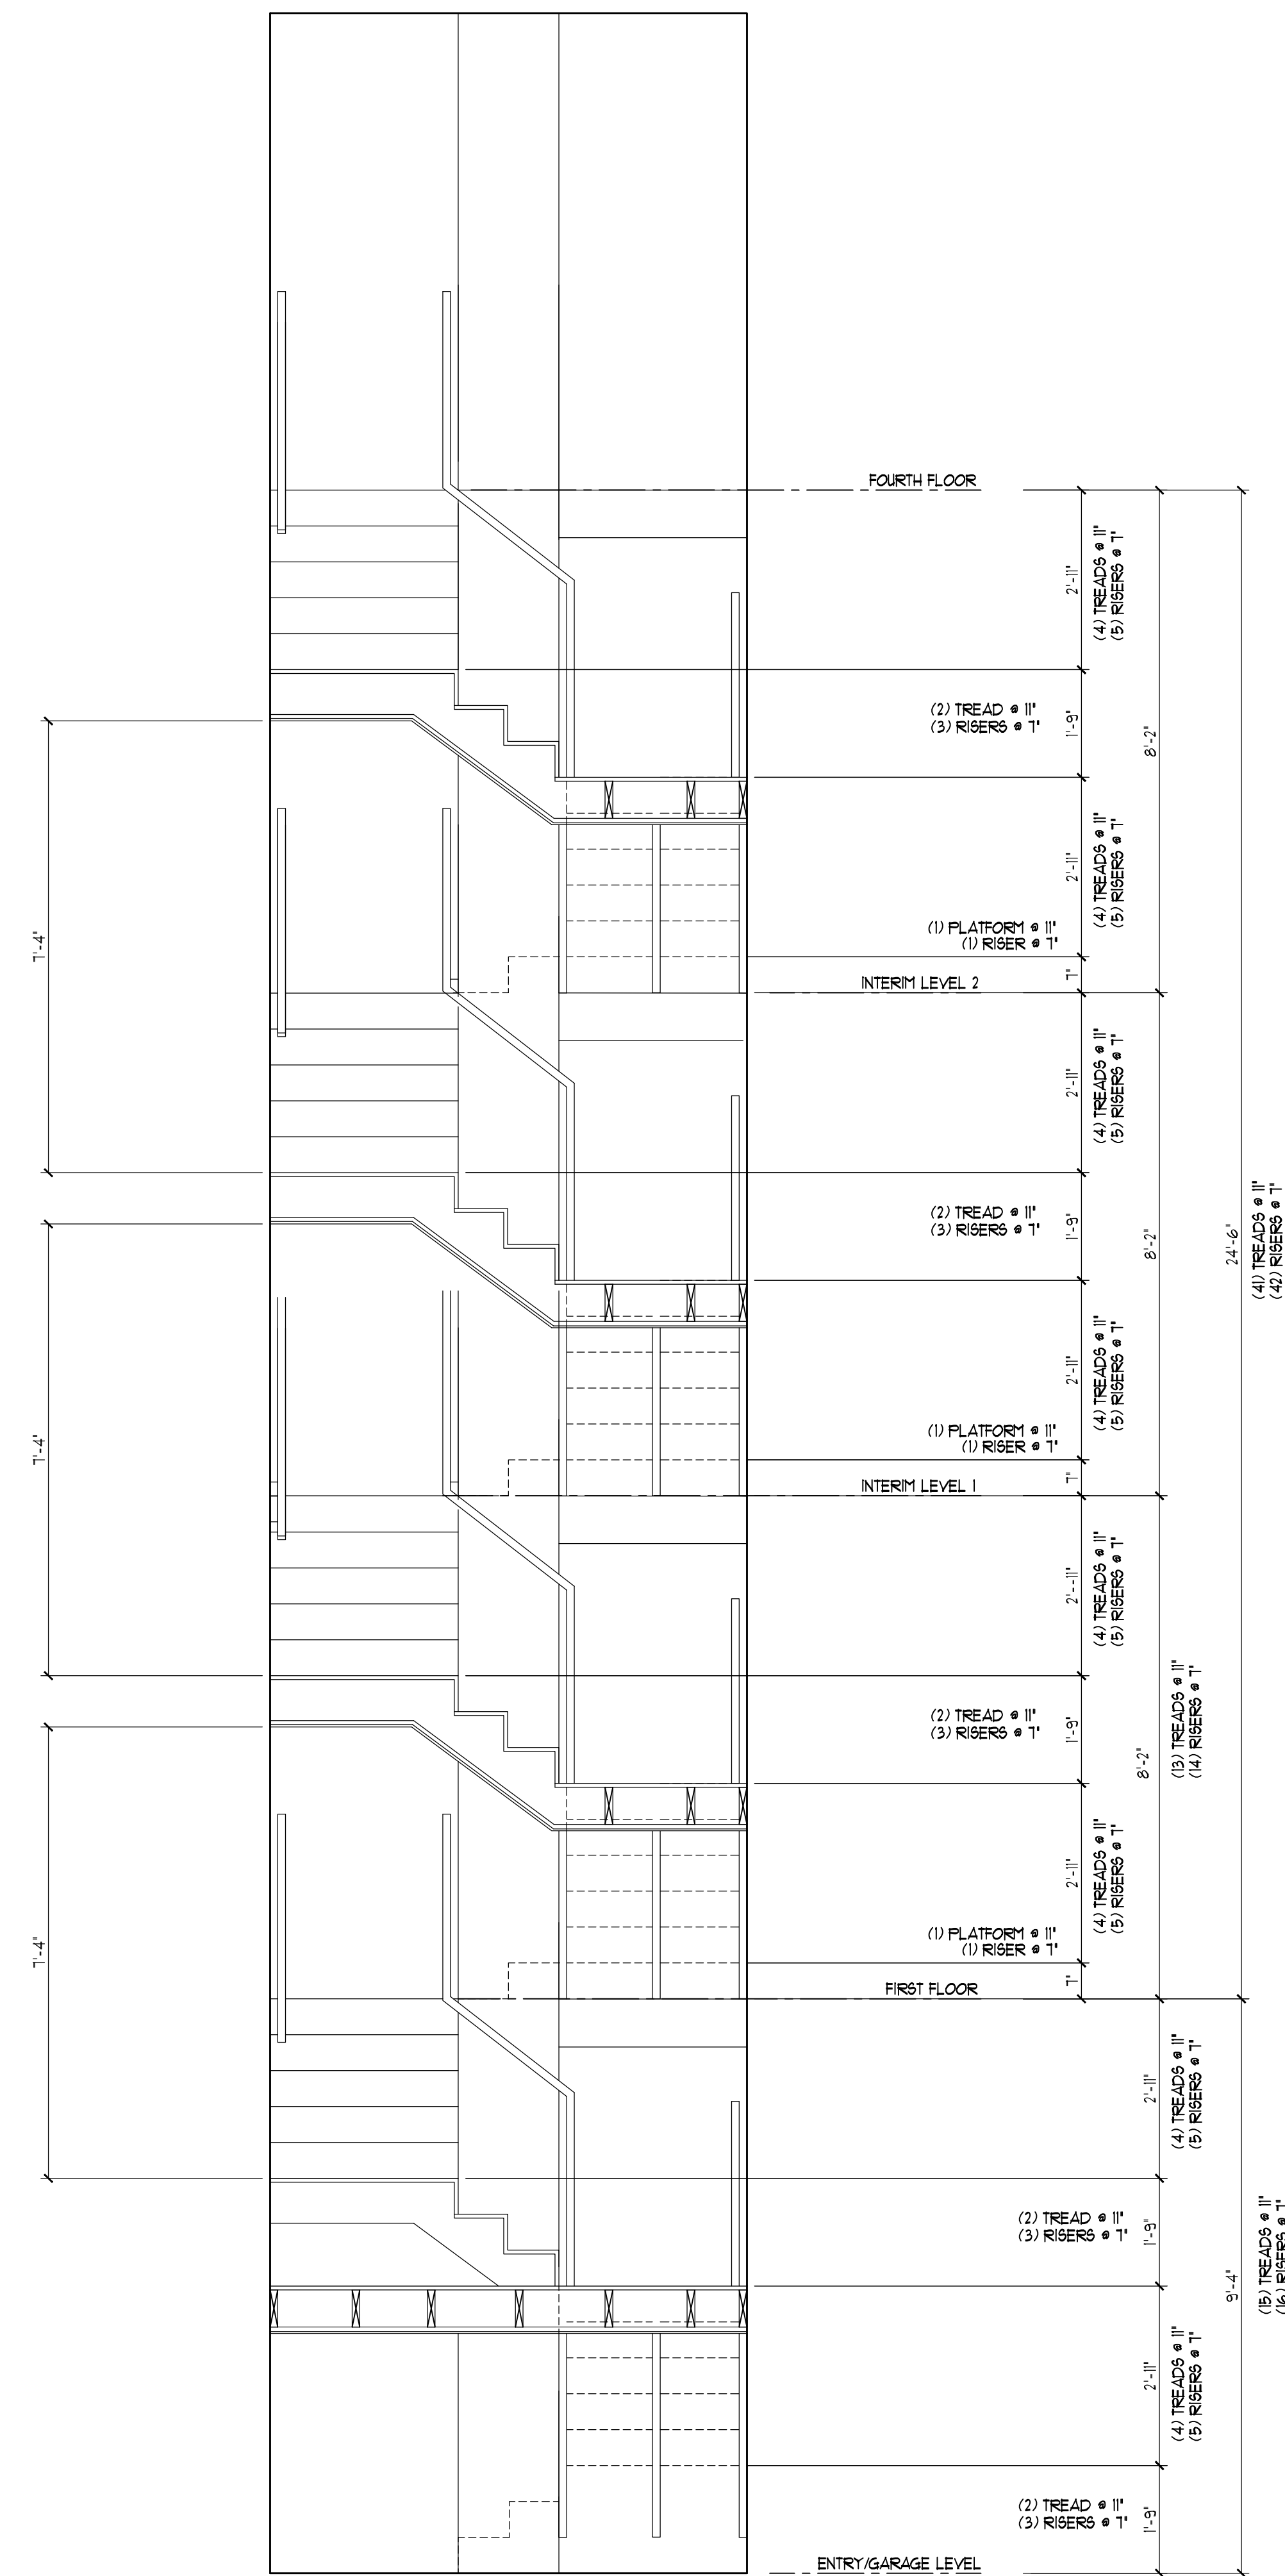 FOURTH FLOOR
2'-11"
(4) TREADS @ 11"
(5) RISERS @ 7"
(2) TREAD @ 11"
(3) RISERS @ 7"
1'-9"
8'-2"
2'-11"
(4) TREADS @ 11"
(5) RISERS @ 7"
(1) PLATFORM @ 11"
(1) RISER @ 7"
7"
7'-4"
INTERIM LEVEL 2
2'-11"
(4) TREADS @ 11"
(5) RISERS @ 7"
(2) TREAD @ 11"
(3) RISERS @ 7"
1'-9"
8'-2"
24'-6"
(41) TREADS @ 11"
(42) RISERS @ 7"
2'-11"
(4) TREADS @ 11"
(5) RISERS @ 7"
(1) PLATFORM @ 11"
(1) RISER @ 7"
7"
7'-4"
INTERIM LEVEL 1
2'--11"
(4) TREADS @ 11"
(5) RISERS @ 7"
(2) TREAD @ 11"
(3) RISERS @ 7"
1'-9"
8'-2"
(13) TREADS @ 11"
(14) RISERS @ 7"
2'-11"
(4) TREADS @ 11"
(5) RISERS @ 7"
(1) PLATFORM @ 11"
(1) RISER @ 7"
7"
7'-4"
FIRST FLOOR
2'-11"
(4) TREADS @ 11"
(5) RISERS @ 7"
(2) TREAD @ 11"
(3) RISERS @ 7"
1'-9"
9'-4"
(15) TREADS @ 11"
(16) RISERS @ 7"
2'-11"
(4) TREADS @ 11"
(5) RISERS @ 7"
(2) TREAD @ 11"
(3) RISERS @ 7"
1'-9"
ENTRY/GARAGE LEVEL